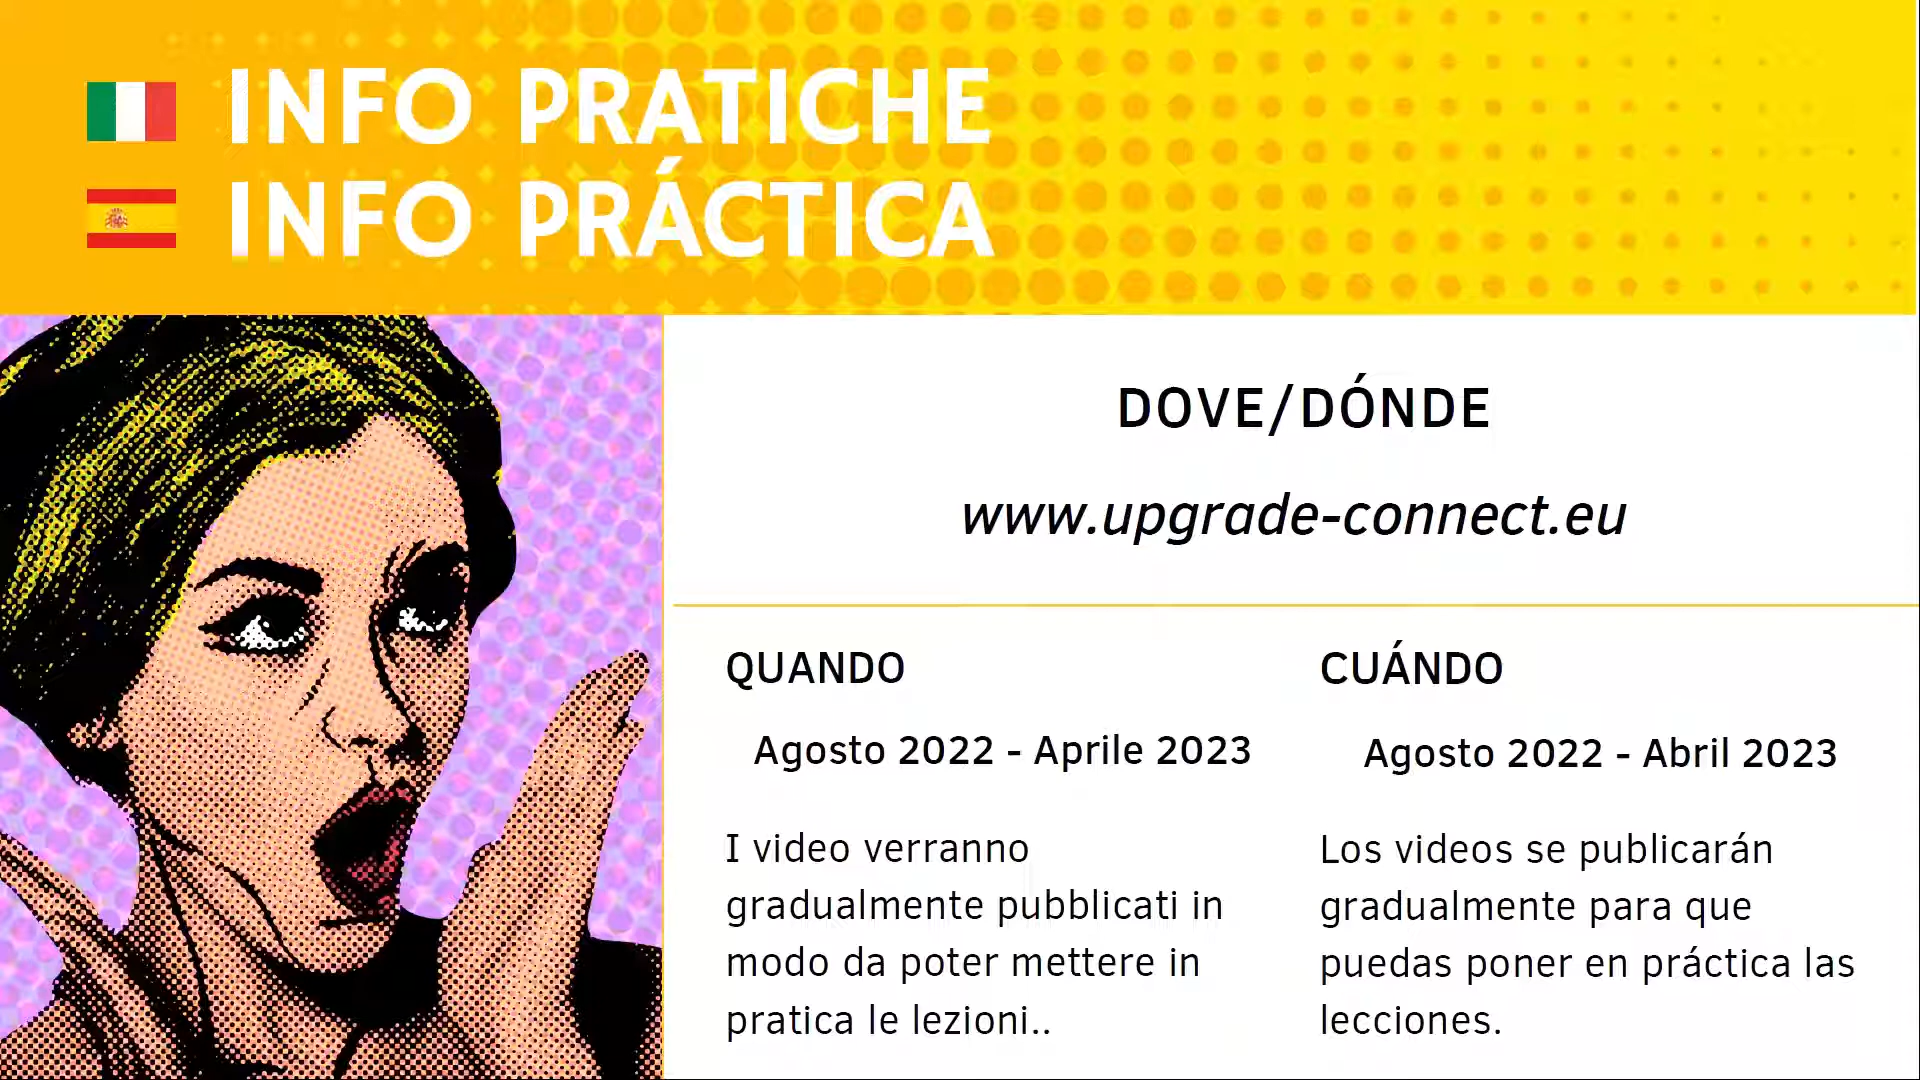 INFO PRATICHE
INFO PRÁCTICA
DOVE/DÓNDE
www.upgrade-connect.eu
QUANDO
Agosto 2022 - Aprile 2023
I video verranno
gradualmente pubblicati in
modo da poter mettere in
pratica le lezioni..
CUÁNDO
Agosto 2022 - Abril 2023
Los videos se publicarán
gradualmente para que
puedas poner en práctica las
lecciones.